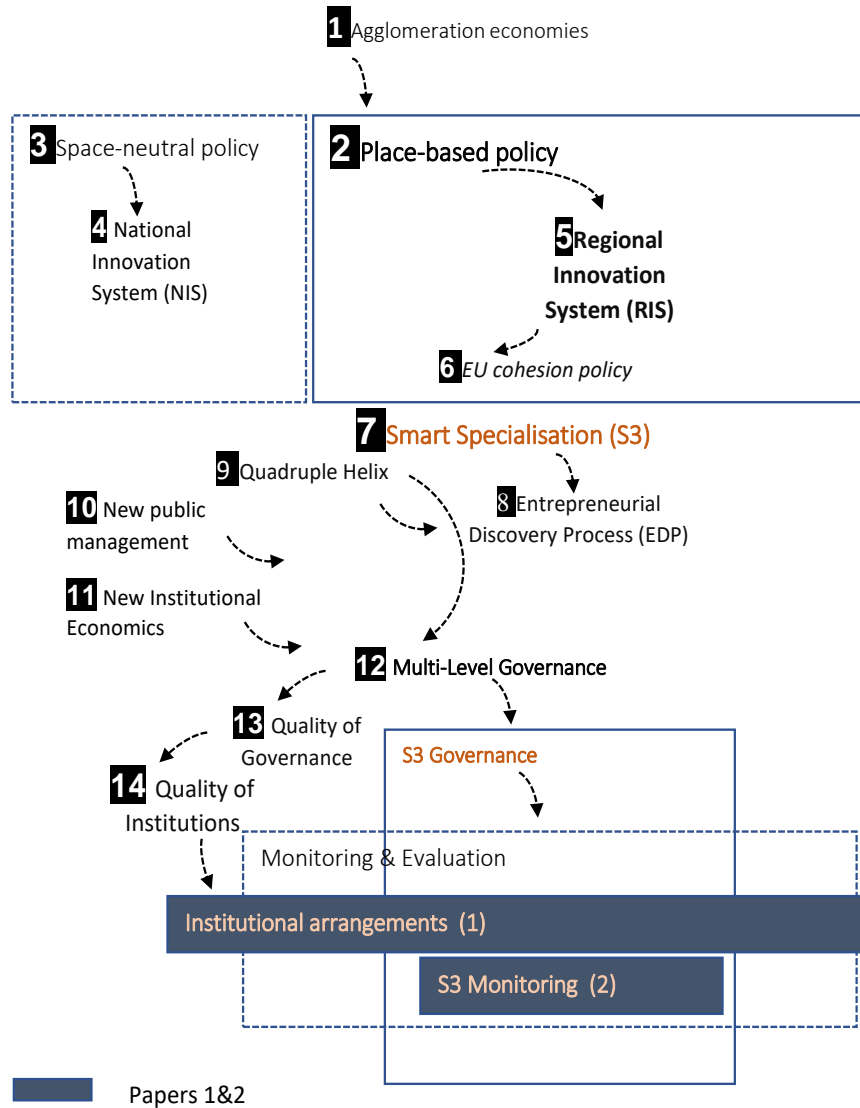 1 Agglomeration economies
3 Space-neutral policy
2 Place-based policy
4 National
Innovation
System (NIS)
5 Regional
Innovation
System (RIS)
6 EU cohesion policy
7 Smart Specialisation (S3)
9 Quadruple Helix
8 Entrepreneurial
Discovery Process (EDP)
10 New public
management
11 New Institutional
Economics
12 Multi-Level Governance
13 Quality of
Governance
S3 Governance
14 Quality of
Institutions
Monitoring & Evaluation
Institutional arrangements (1)
S3 Monitoring (2)
Papers 1&2